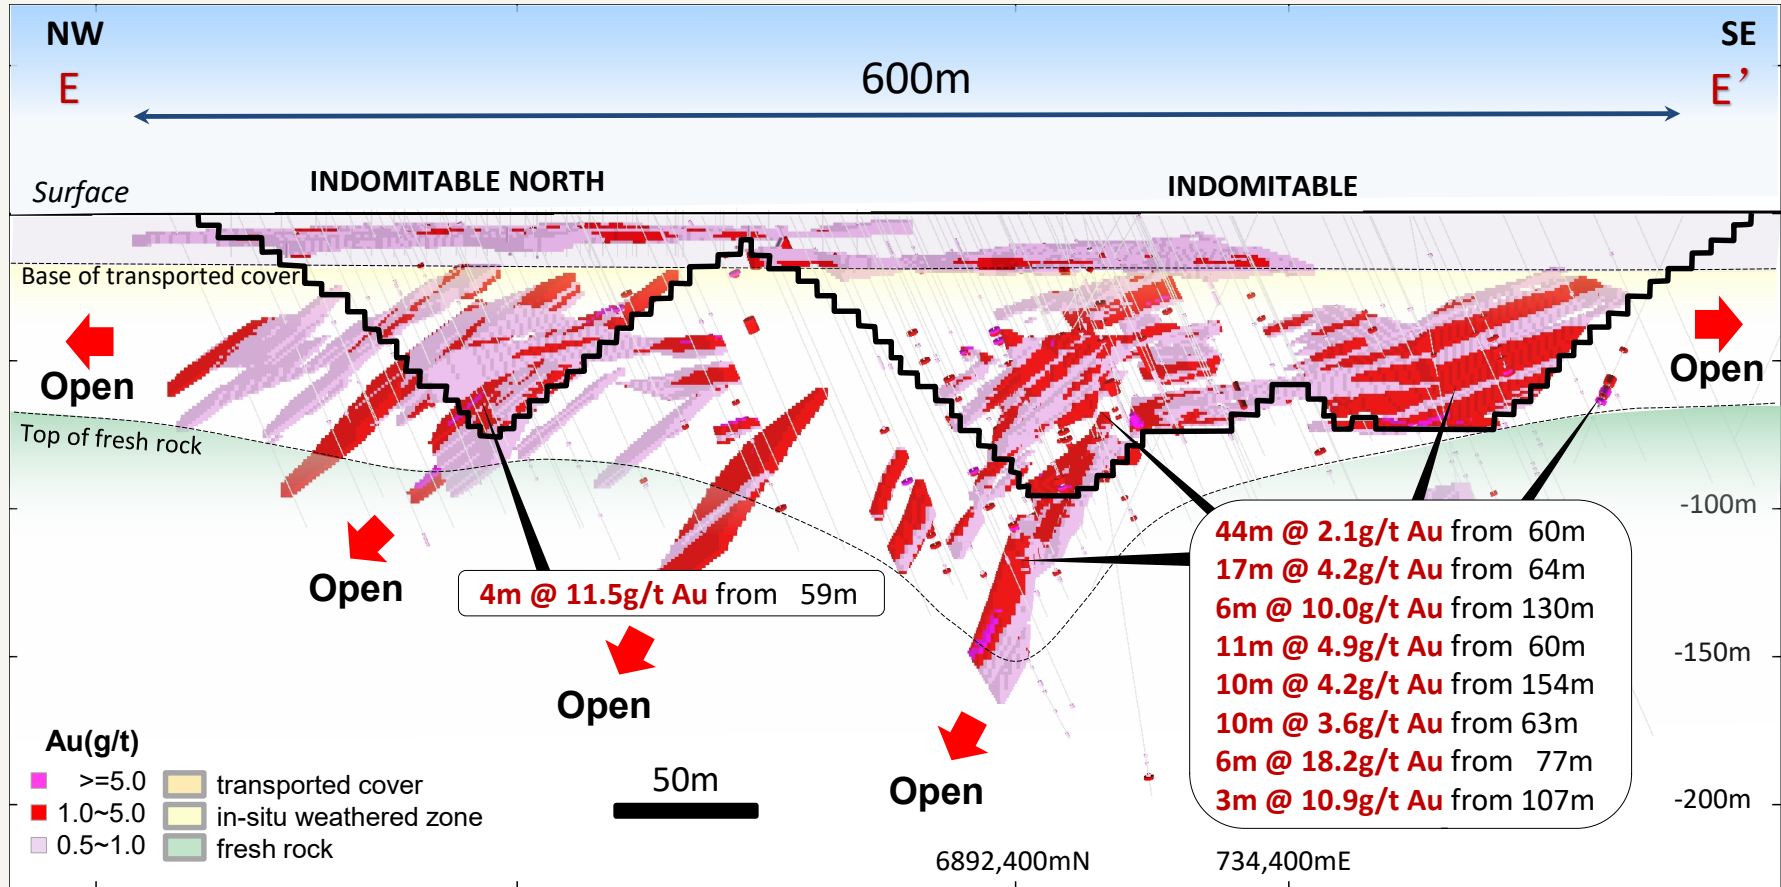 NW
SE
E
E’
600m
INDOMITABLE NORTH
INDOMITABLE
Surface
Base of transported cover
Open
Open
Top of fresh rock
-100m
44m @ 2.1g/t Au from 60m
17m @ 4.2g/t Au from 64m
6m @ 10.0g/t Au from 130m
11m @ 4.9g/t Au from 60m
10m @ 4.2g/t Au from 154m
10m @ 3.6g/t Au from 63m
6m @ 18.2g/t Au from 77m
3m @ 10.9g/t Au from 107m
Open
4m @ 11.5g/t Au from 59m
-150m
Open
Open
Au(g/t)
>=5.0
1.0~5.0
0.5~1.0
transported cover
in-situ weathered zone
fresh rock
50m
-200m
6892,400mN
734,400mE